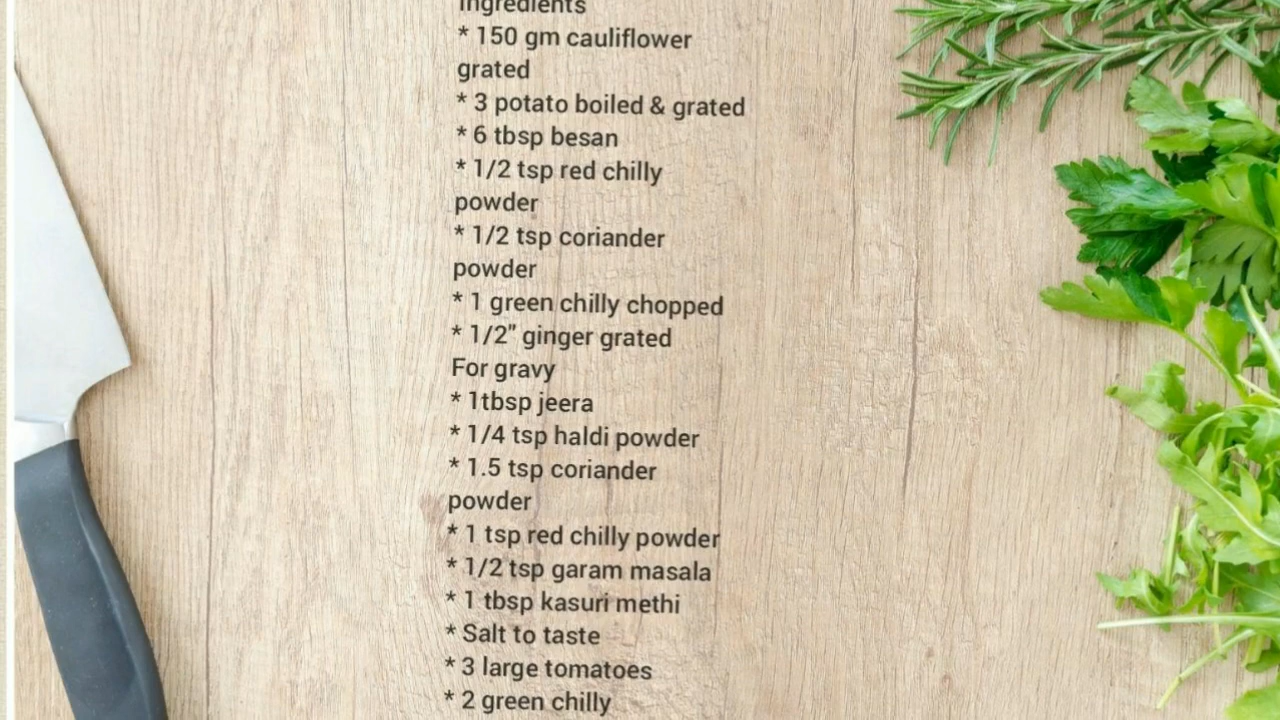 Ingredients
* 150 gm cauliflower
grated
* 3 potato boiled & grated
* 6 tbsp besan
* 1/2 tsp red chilly
powder
* 1/2 tsp coriander
powder
* 1 green chilly chopped
* 1/2" ginger grated
For gravy
* 1tbsp jeera
* 1/4 tsp haldi powder
* 1.5 tsp coriander
powder
* 1 tsp red chilly powder
* 1/2 tsp garam masala
* 1 tbsp kasuri methi
* Salt to taste
* 3 large tomatoes
* 2 green chilly